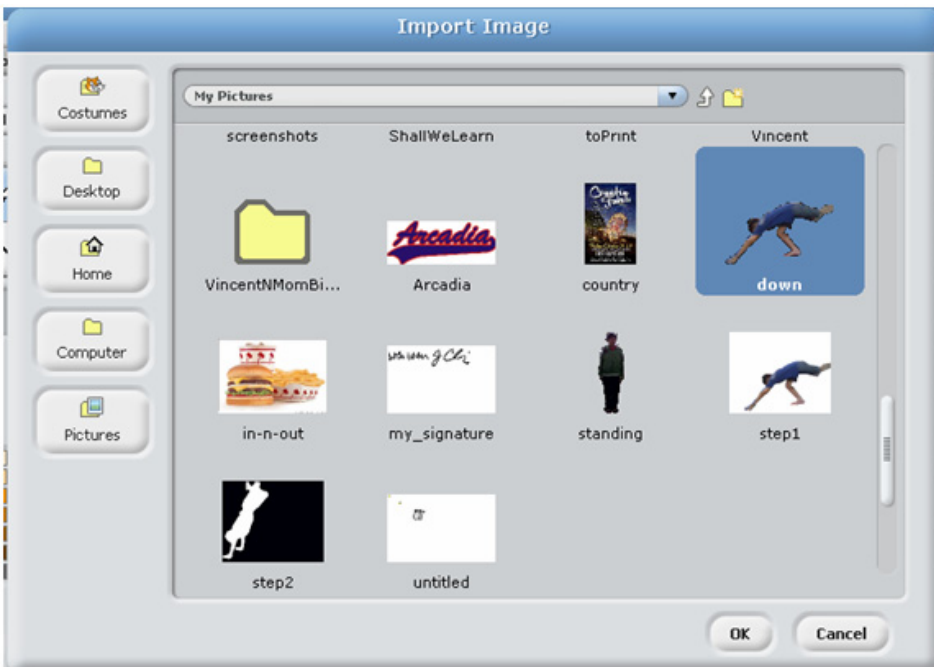 Import Image
Costumes
Desktop
Home
Computer
Pictures
My Pictures
screenshots ShallWeLearn toPrint Vincent
Arcadia
Country
VincentNMomBi... Arcadia country down
in-n-out my_signature standing step1
step2 untitled
OK Cancel